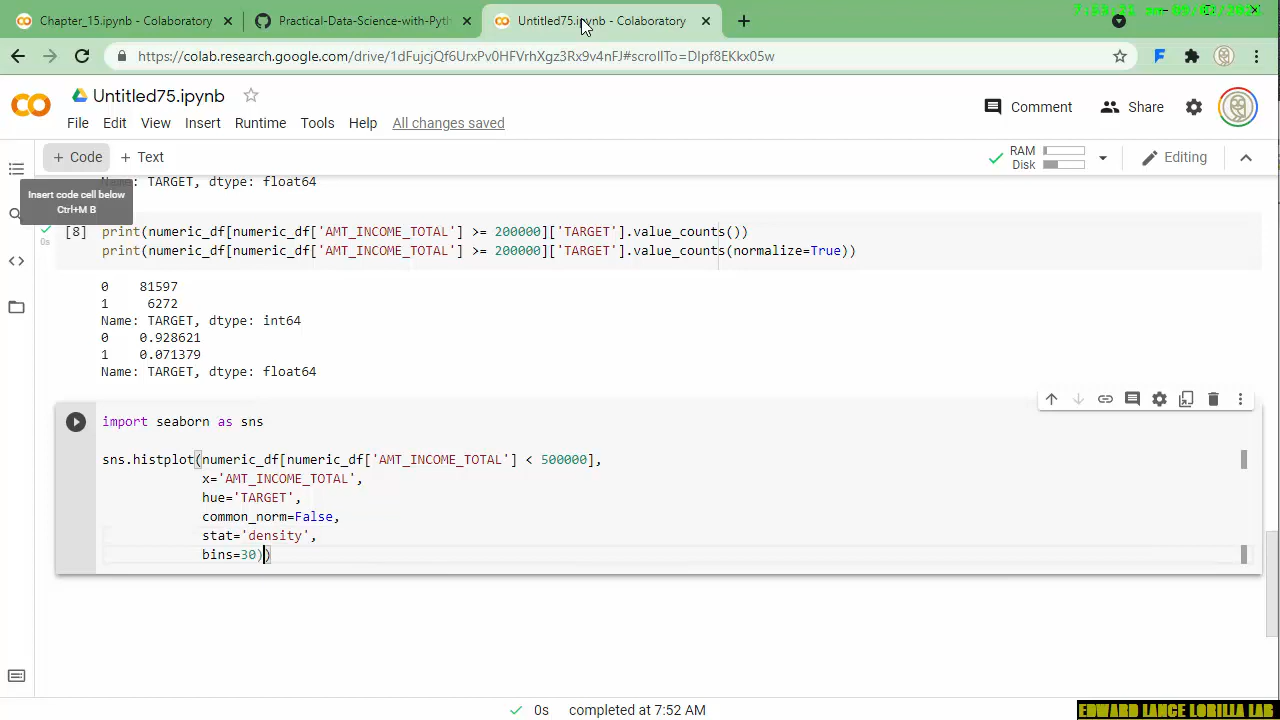 Chapter_15.ipynb - Colaboratory
Practical-Data-Science-with-Pyth
Untitled75.ipynb - Colaboratory
https://colab.research.google.com/drive/1dFujcjQf6UrxPv0HFVrhXgz3Rx9v4nFJ#scrollTo=DIpf8EKkx05w
Untitled75.ipynb
Comment
Share
File Edit View Insert Runtime Tools Help All changes saved
+ Code + Text
RAM
Disk
Editing
Name: TARGET, dtype: float64
Insert code cell below
Ctrl+M B
[8] print(numeric_df[numeric_df['AMT_INCOME_TOTAL'] >= 200000]['TARGET'].value_counts())
0s
print(numeric_df[numeric_df['AMT_INCOME_TOTAL'] >= 200000]['TARGET'].value_counts(normalize=True))
0 81597
1 6272
Name: TARGET, dtype: int64
0 0.928621
1 0.071379
Name: TARGET, dtype: float64
import seaborn as sns
sns.histplot(numeric_df[numeric_df['AMT_INCOME_TOTAL'] < 500000],
x='AMT_INCOME_TOTAL',
hue='TARGET',
common_norm=False,
stat='density',
bins=30))
0s completed at 7:52 AM
EDWARD LANCE LORILLA LAB